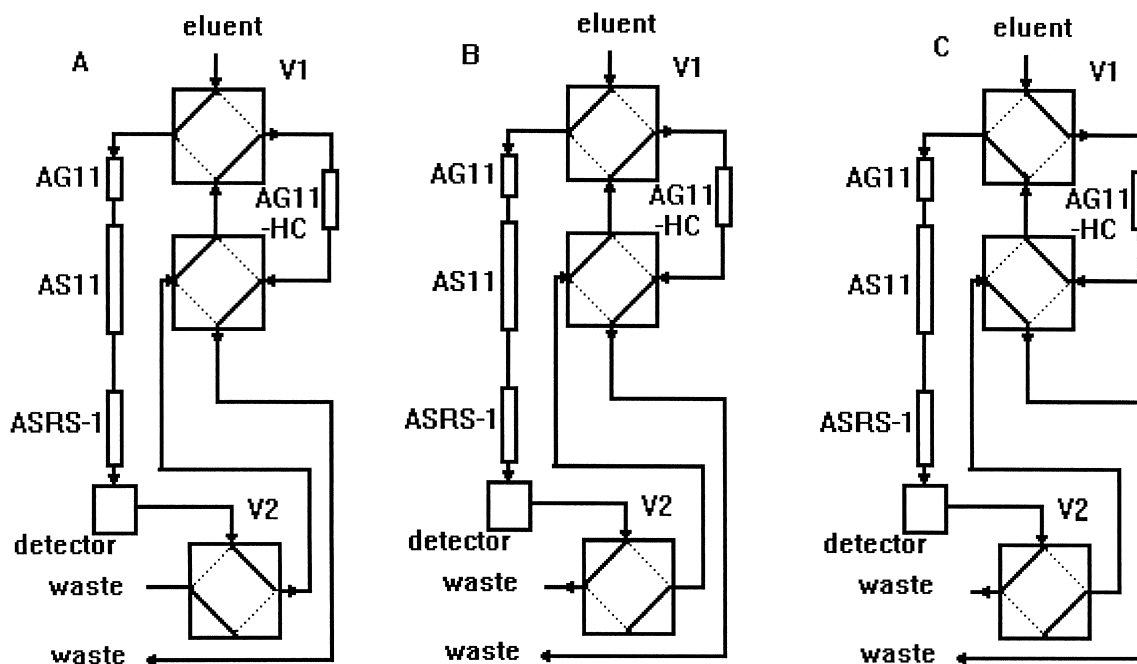 A
eluent
V1
AG11
AG11
-HC
AS11
ASRS-1
V2
detector
waste
waste
B
eluent
V1
AG11
AG11
-HC
AS11
ASRS-1
V2
detector
waste
waste
C
eluent
V1
AG11
AG11
-HC
AS11
ASRS-1
V2
detector
waste
waste